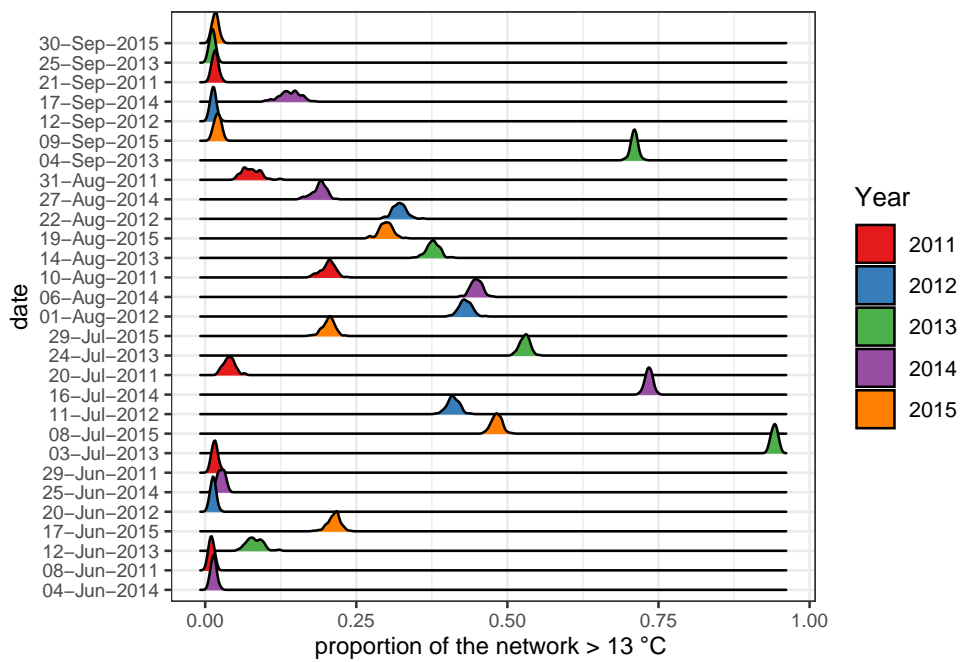 30−Sep−2015
25−Sep−2013
21−Sep−2011
17−Sep−2014
12−Sep−2012
09−Sep−2015
04−Sep−2013
31−Aug−2011
27−Aug−2014
22−Aug−2012
19−Aug−2015
14−Aug−2013
10−Aug−2011
06−Aug−2014
01−Aug−2012
29−Jul−2015
24−Jul−2013
20−Jul−2011
16−Jul−2014
11−Jul−2012
08−Jul−2015
03−Jul−2013
29−Jun−2011
25−Jun−2014
20−Jun−2012
17−Jun−2015
12−Jun−2013
08−Jun−2011
04−Jun−2014
date
0.00 0.25 0.50 0.75 1.00
proportion of the network > 13 °C
Year
2011
2012
2013
2014
2015